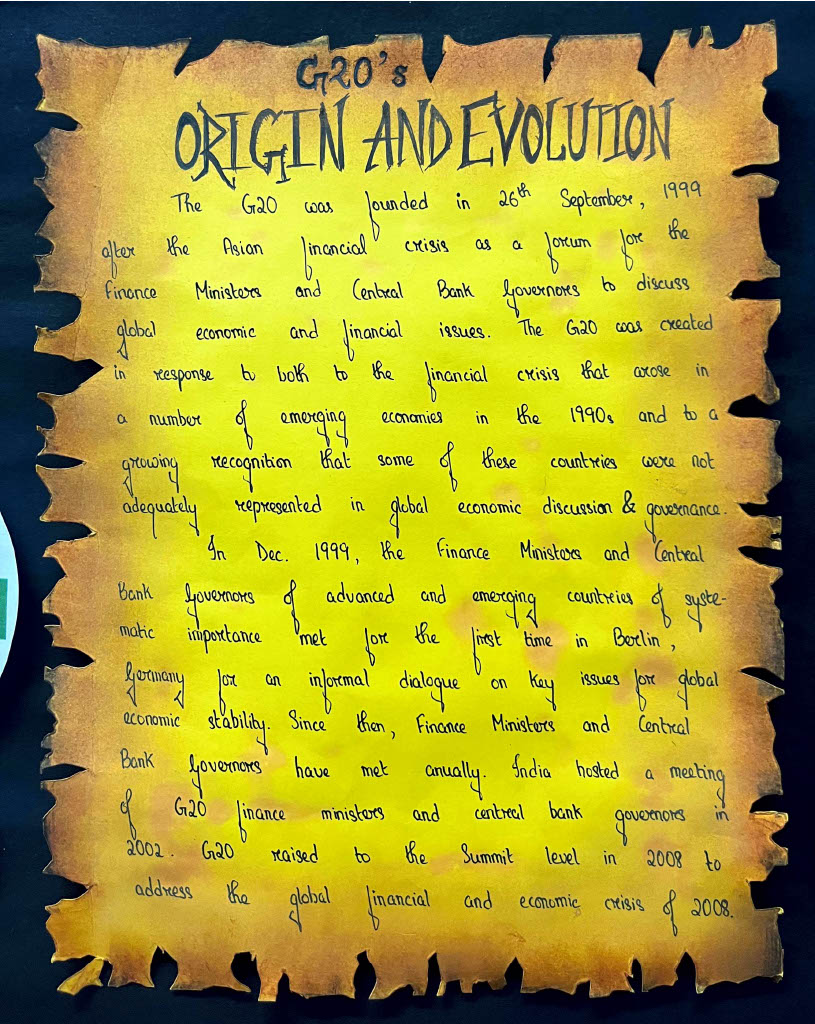 G20's
ORIGIN AND EVOLUTION
The G20 was founded in 26th September, 1999
after the Asian financial crisis as a forum for the
Finance Ministers and Central Bank Governors to discuss
global economic and financial issues. The G20 was created
in response to both to the financial crisis that arose in
a number of emerging economies in the 1990s and to a
growing recognition that some of these countries were not
adequately represented in global economic discussion & governance.
In Dec. 1999, the Finance Ministers and Central
Bank Governors of advanced and emerging countries of syste-
matic importance met for the first time in Berlin,
Germany for an informal dialogue on key issues for global
economic stability. Since then, Finance Ministers and Central
Bank Governors have met anually. India hosted a meeting
of G20 finance ministers and central bank governors in
2002. G20 raised to the Summit level in 2008 to
address the global financial and economic crisis of 2008.